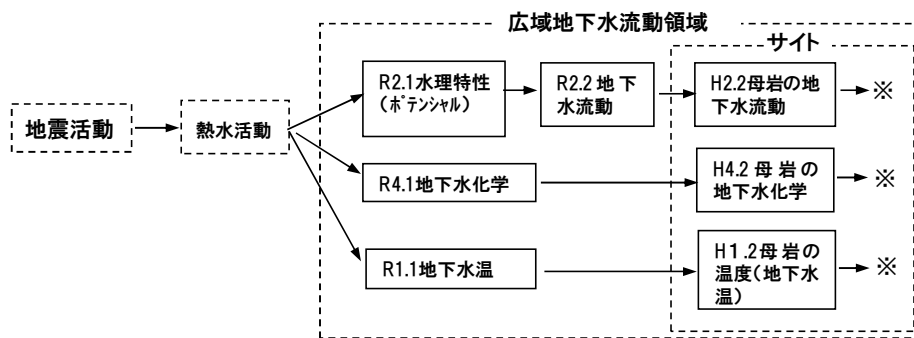 広域地下水流動領域
サイト
地震活動
熱水活動
R2.1水理特性
(ﾎﾟﾃﾝｼｬﾙ)
R2.2地下
水流動
H2.2母岩の地
下水流動
※
R4.1地下水化学
H4.2母岩の
地下水化学
※
R1.1地下水温
H1.2母岩の
温度(地下水
温)
※